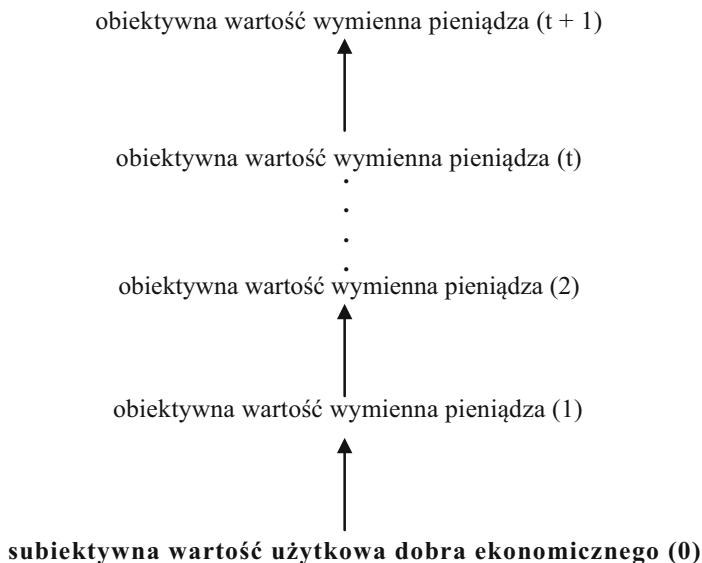 obiektywna wartość wymienna pieniądza (t + 1)
obiektywna wartość wymienna pieniądza (t)
obiektywna wartość wymienna pieniądza (2)
obiektywna wartość wymienna pieniądza (1)
subiektywna wartość użytkowa dobra ekonomicznego (0)